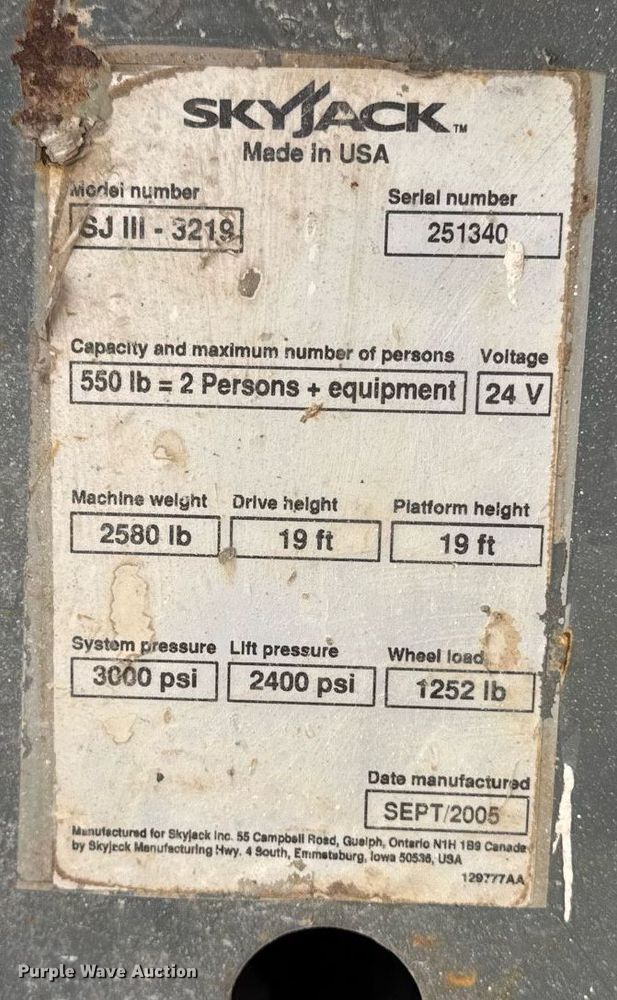 SKYJACK™
Made in USA
Model number
Serial number
SJ III - 3219
251340
Capacity and maximum number of persons
Voltage
550 lb = 2 Persons + equipment
24 V
Machine weight
Drive height
Platform height
2580 lb
19 ft
19 ft
System pressure
Lift pressure
Wheel load
3000 psi
2400 psi
1252 lb
Date manufactured
SEPT/2005
Manufactured for Skyjack Inc. 55 Campbell Road, Guelph, Ontario N1H 1B9 Canada
by Skyjack Manufacturing Hwy. 4 South, Emmetsburg, Iowa 50536, USA
129777AA
Purple Wave Auction